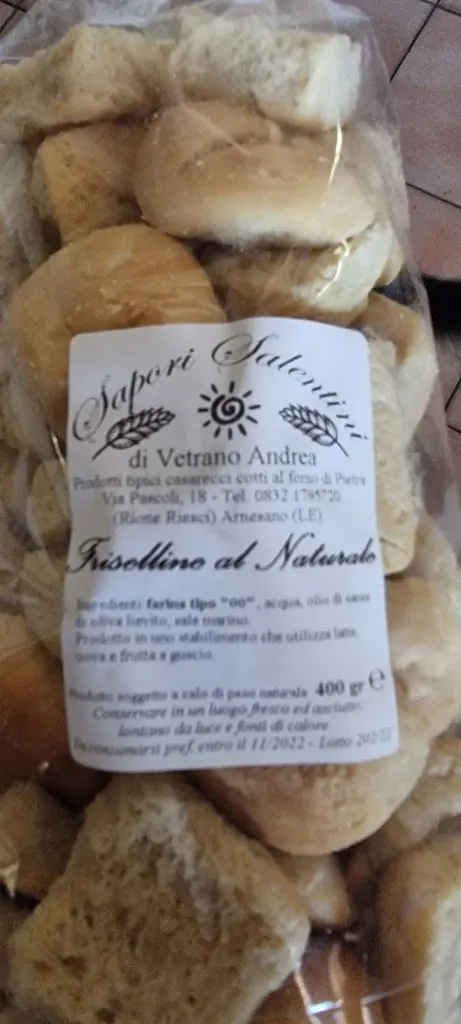 Sapori Salentini
di Vetrano Andrea
Prodotti tipici casarecci cotti al forno di Pietra
Via Pascoli, 18 - Tel. 0832 1795720
(Rione Riesci) Arnesano (LE)
Friselline al Naturale
Ingredienti: farina tipo "00", acqua, olio di sansa
di oliva lievito, sale marino.
Prodotto in uno stabilimento che utilizza latte,
uova e frutta a guscio.
Prodotto soggetto a calo di peso naturale 400 gr e
Conservare in un luogo fresco ed asciutto,
lontano da luce e fonti di calore.
Da consumarsi pref. entro il 11/2022 - Lotto